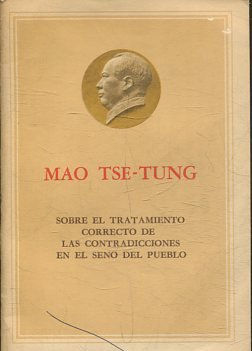 MAO TSE-TUNG
SOBRE EL TRATAMIENTO
CORRECTO DE
LAS CONTRADICCIONES
EN EL SENO DEL PUEBLO